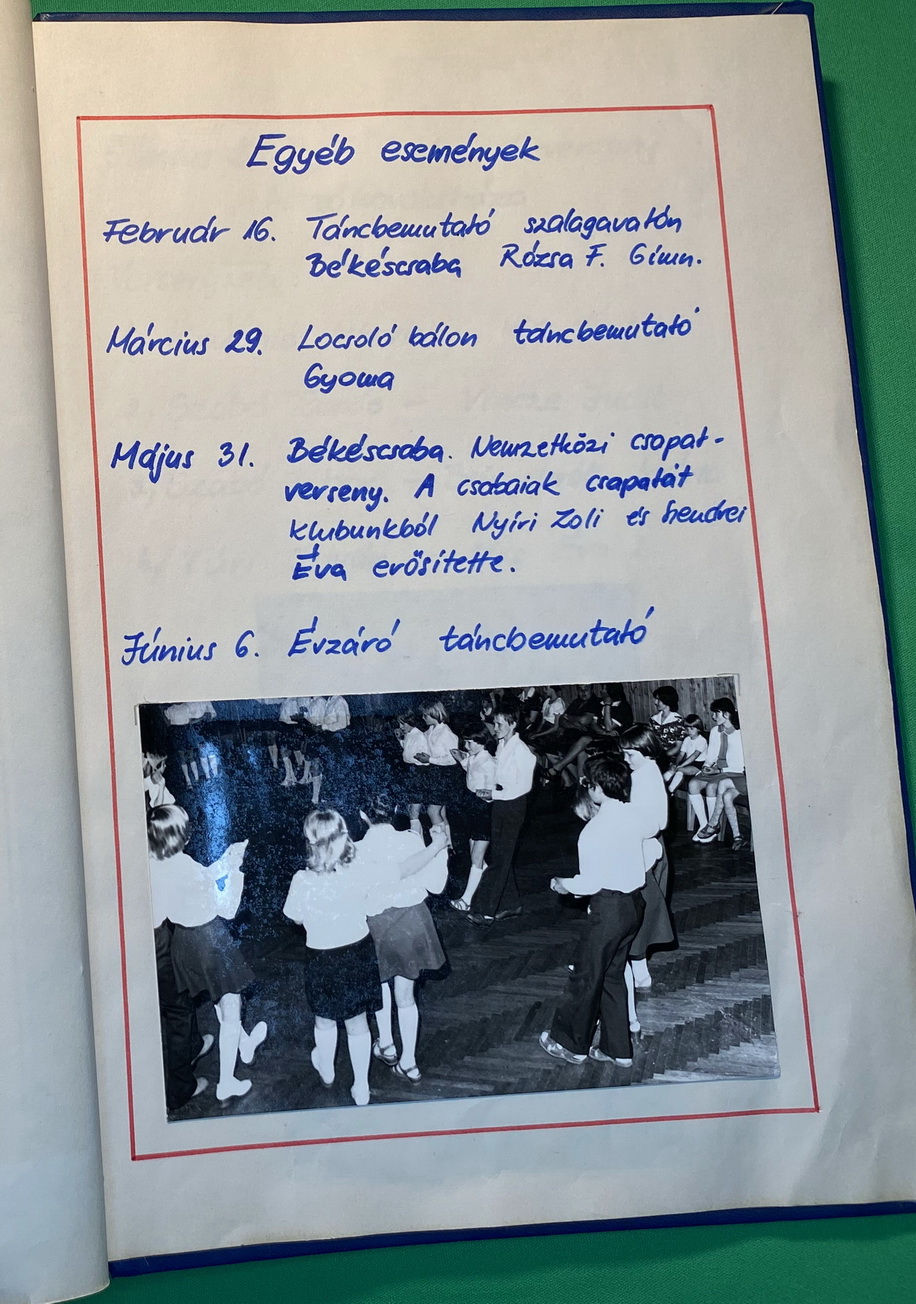 Egyéb események
Február 16. Táncbemutató szalagavatón
Békéscsaba Rózsa F. Gimn.
Március 29. Locsoló bálon táncbemutató
Gyoma
Május 31. Békéscsaba. Nemzetközi csapat-
verseny. A csabaiak csapatát
klubunkból Nyíri Zoli és
Éva erősítette.
Június 6. Évzáró táncbemutató